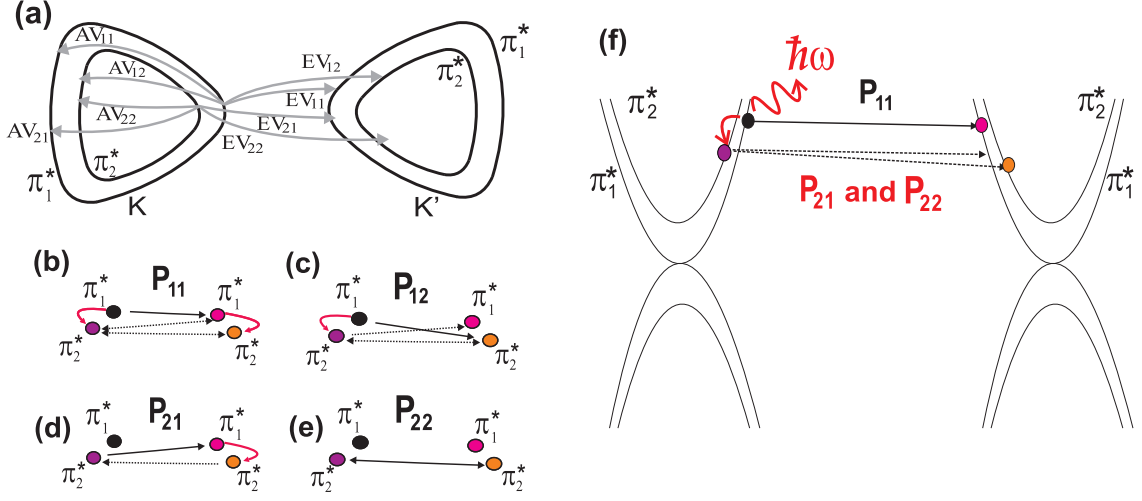 (a)
AV₁₁
AV₁₂
AV₂₂
AV₂₁
EV₁₂
EV₁₁
EV₂₁
EV₂₂
π₁*
π₂*
K
π₁*
π₂*
K'
(b)
P₁₁
π₁*
π₁*
π₂*
π₂*
(c)
P₁₂
π₁*
π₁*
π₂*
π₂*
(d)
P₂₁
π₁*
π₁*
π₂*
π₂*
(e)
P₂₂
π₁*
π₁*
π₂*
π₂*
(f)
ħω
P₁₁
π₂*
π₂*
π₁*
π₁*
P₂₁ and P₂₂